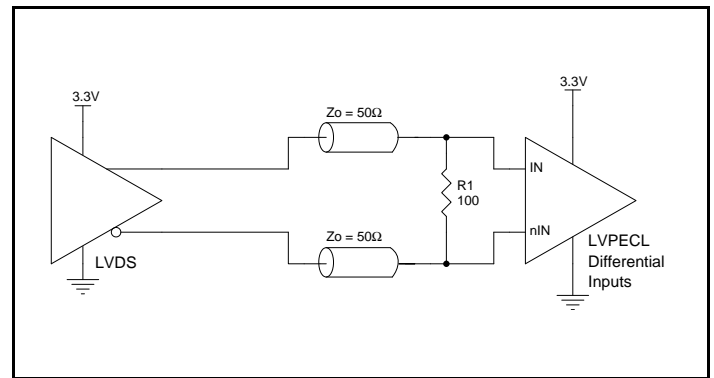 3.3V
3.3V
Zo = 50Ω
IN
R1
100
nIN
Zo = 50Ω
LVDS
LVPECL
Differential
Inputs